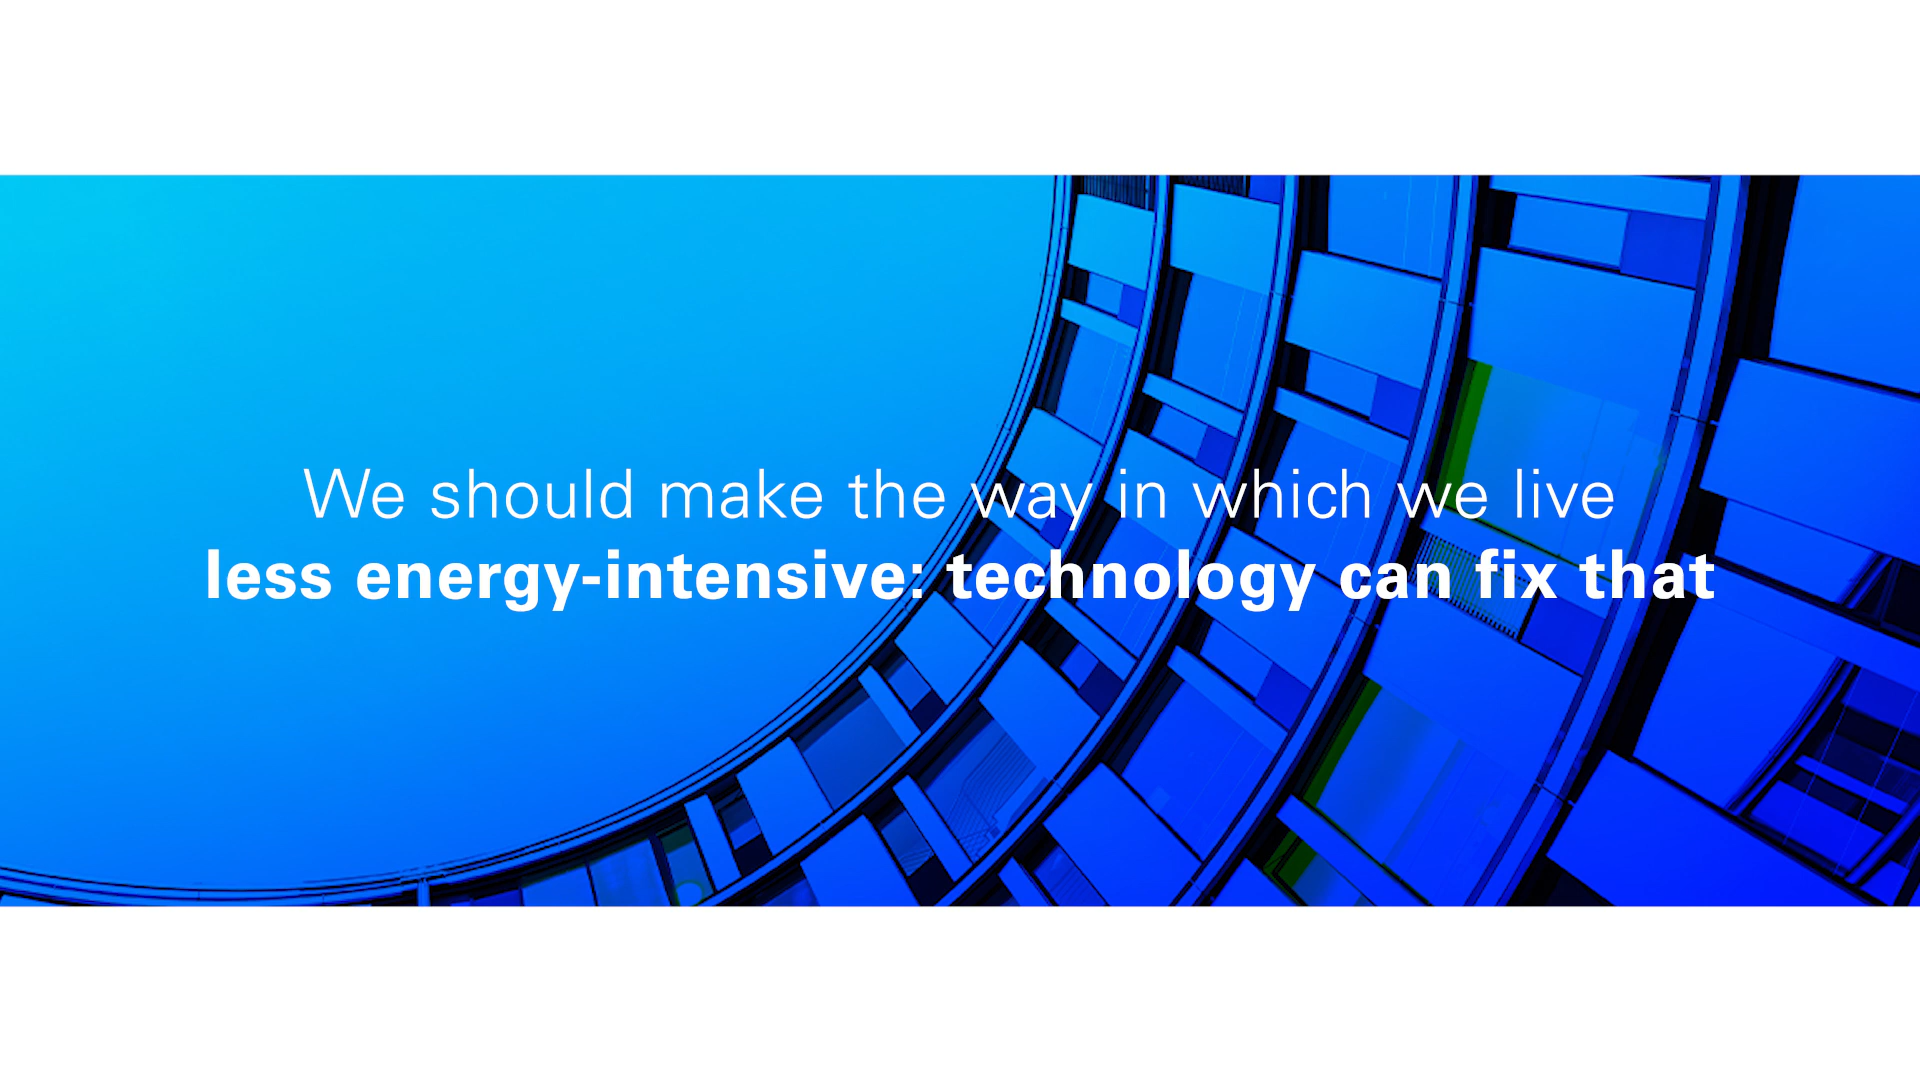 We should make the way in which we live
less energy-intensive: technology can fix that